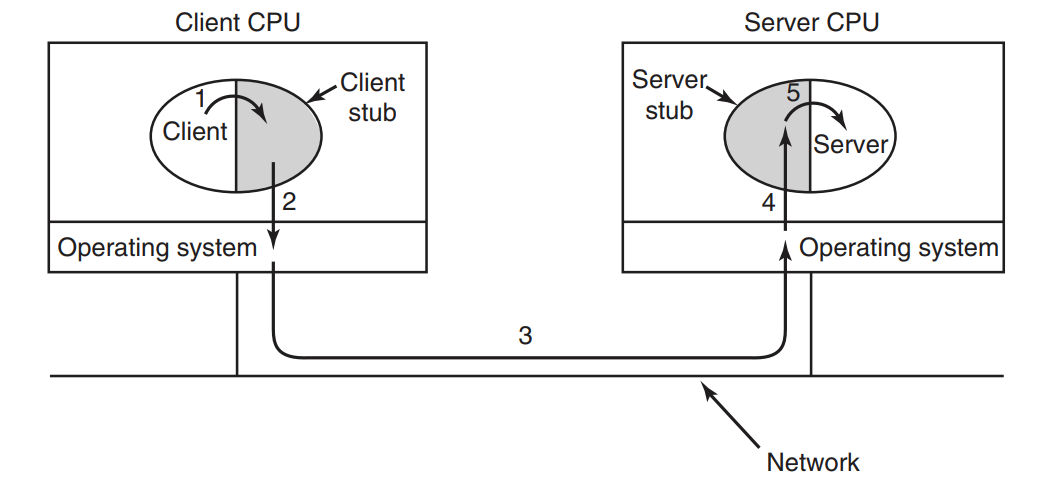 Client CPU
Server CPU
1
Client
Client
stub
2
Operating system
Server
stub
5
Server
4
Operating system
3
Network